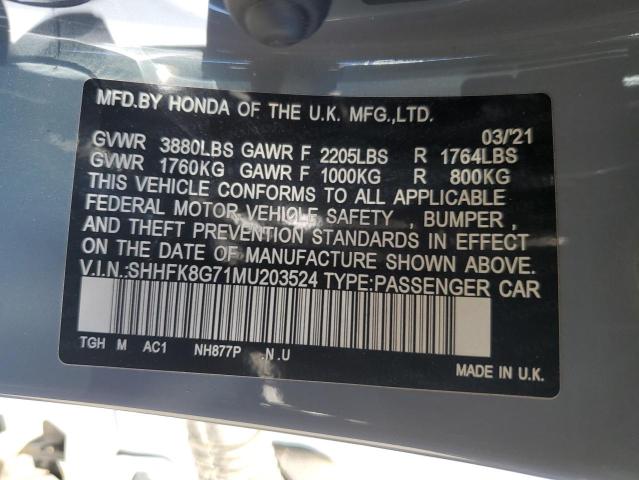 MFD.BY HONDA OF THE U.K. MFG.,LTD.
03/'21
GVWR 3880LBS GAWR F 2205LBS R 1764LBS
GVWR 1760KG GAWR F 1000KG R 800KG
THIS VEHICLE CONFORMS TO ALL APPLICABLE
FEDERAL MOTOR VEHICLE SAFETY , BUMPER ,
AND THEFT PREVENTION STANDARDS IN EFFECT
ON THE DATE OF MANUFACTURE SHOWN ABOVE.
V.I.N.:SHHFK8G71MU203524 TYPE:PASSENGER CAR
TGH M AC1 NH877P .N.U
MADE IN U.K.